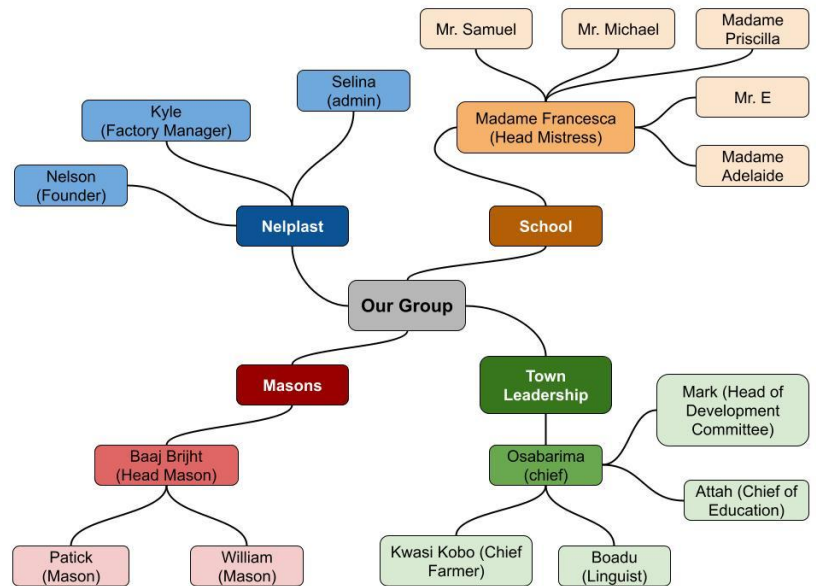 Mr. Samuel
Mr. Michael
Madame
Priscilla
Selina
(admin)
Kyle
(Factory Manager)
Madame Francesca
(Head Mistress)
Mr. E
Madame
Adelaide
Nelson
(Founder)
Nelplast
School
Our Group
Masons
Town
Leadership
Mark (Head of
Development
Committee)
Baaj Brijht
(Head Mason)
Osabarima
(chief)
Attah (Chief of
Education)
Patick
(Mason)
William
(Mason)
Kwasi Kobo (Chief
Farmer)
Boadu
(Linguist)